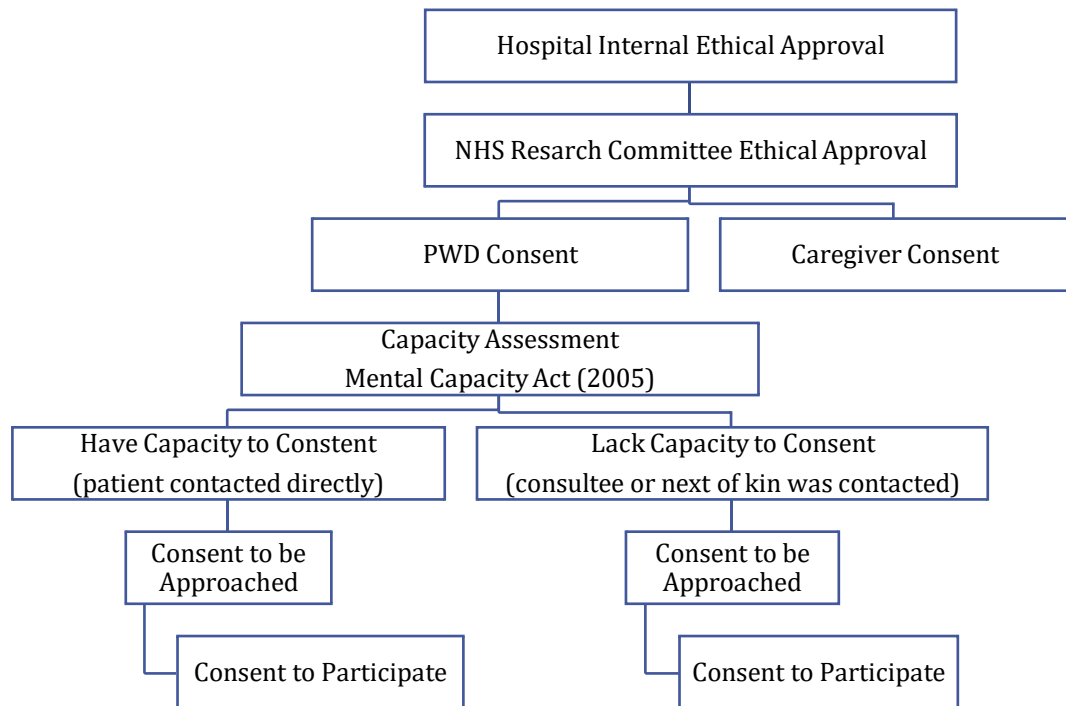 Hospital Internal Ethical Approval
NHS Resarch Committee Ethical Approval
PWD Consent
Caregiver Consent
Capacity Assessment
Mental Capacity Act (2005)
Have Capacity to Constent
(patient contacted directly)
Lack Capacity to Consent
(consultee or next of kin was contacted)
Consent to be
Approached
Consent to be
Approached
Consent to Participate
Consent to Participate